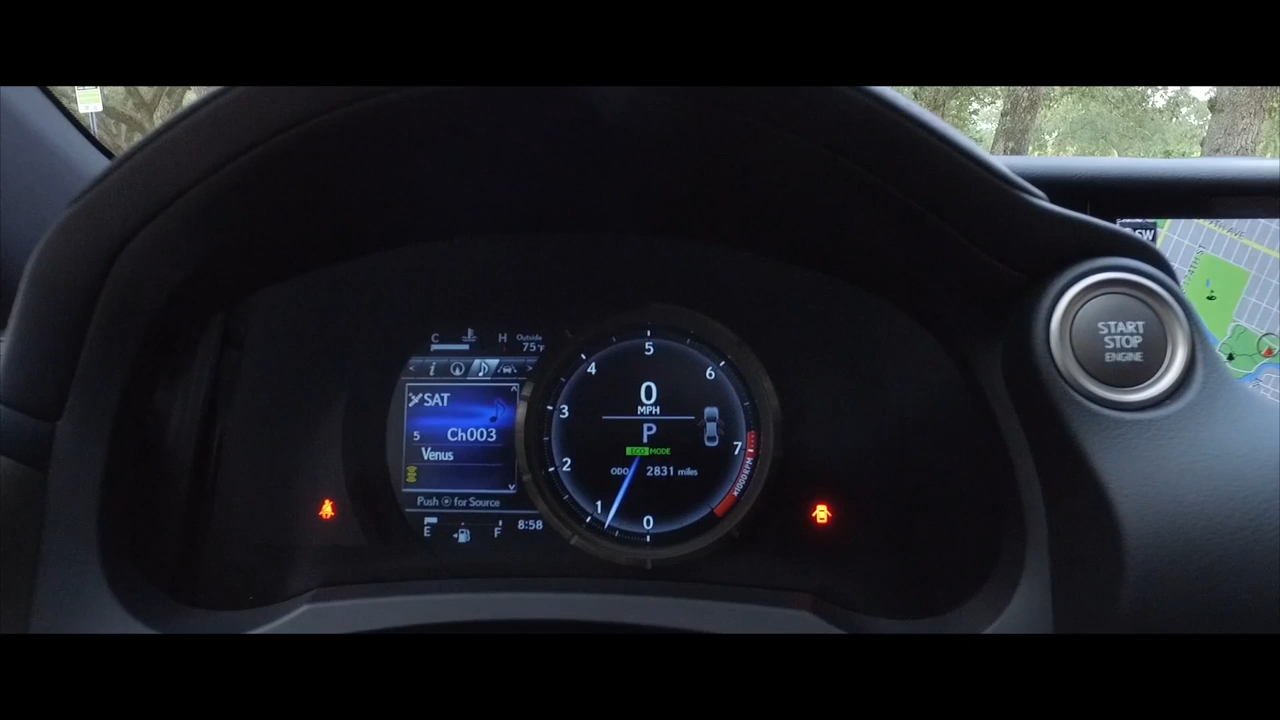 C H Outside
75°F
i
SAT
5 Ch003
Venus
Push for Source
E F 8:58
5
4 6
0
MPH
3
P
7
ECO MODE
2
ODO 2831 miles
x1000RPM
1
0
START
STOP
ENGINE
SW